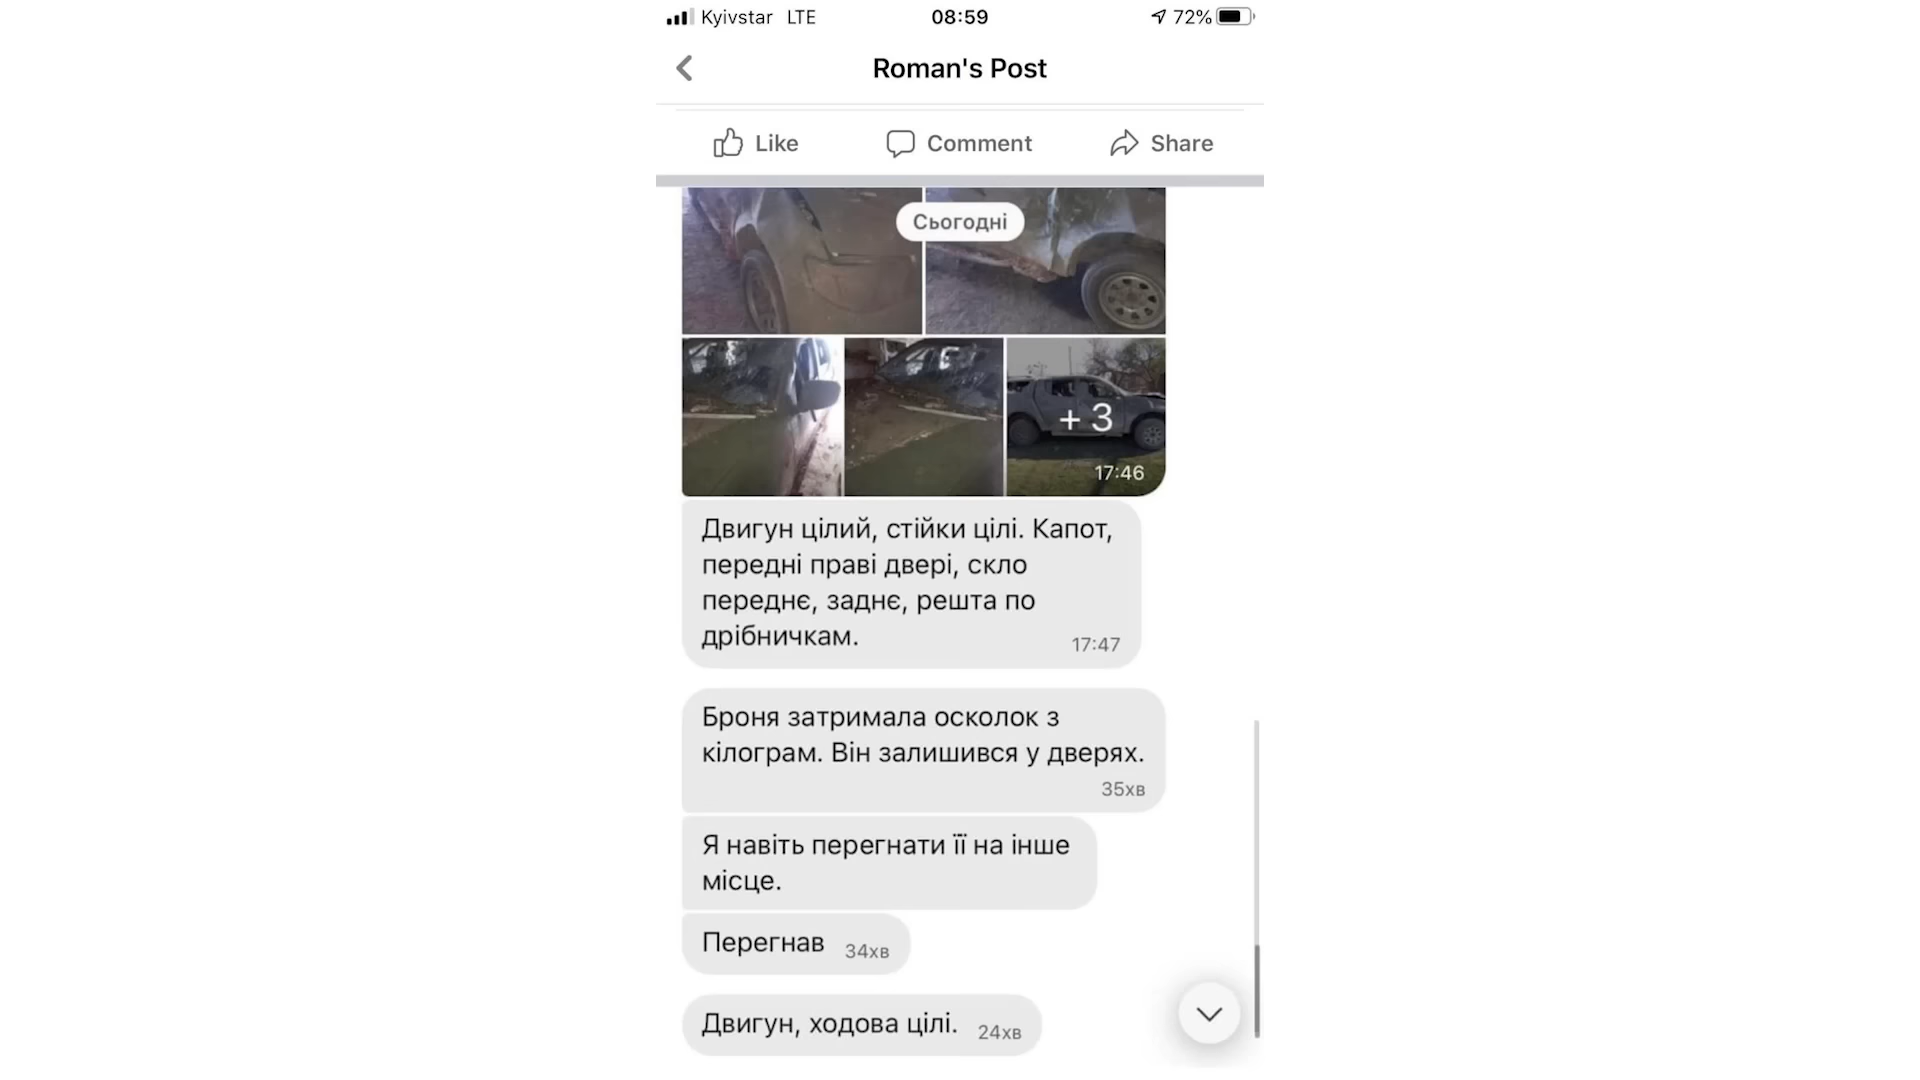 Kyivstar LTE 08:59 72%
Roman's Post
Like Comment Share
Сьогодні
+ 3
17:46
Двигун цілий, стійки цілі. Капот,
передні праві двері, скло
переднє, заднє, решта по
дрібничкам. 17:47
Броня затримала осколок з
кілограм. Він залишився у дверях.
35хв
Я навіть перегнати її на інше
місце.
Перегнав 34хв
Двигун, ходова цілі. 24хв